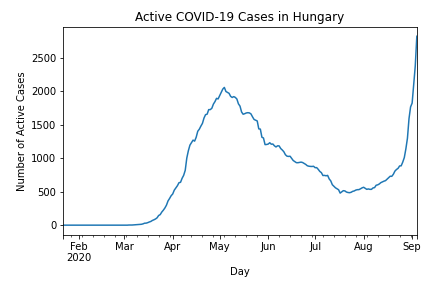 Active COVID-19 Cases in Hungary
Number of Active Cases
2500
2000
1500
1000
500
0
Feb Mar Apr May Jun Jul Aug Sep
2020
Day